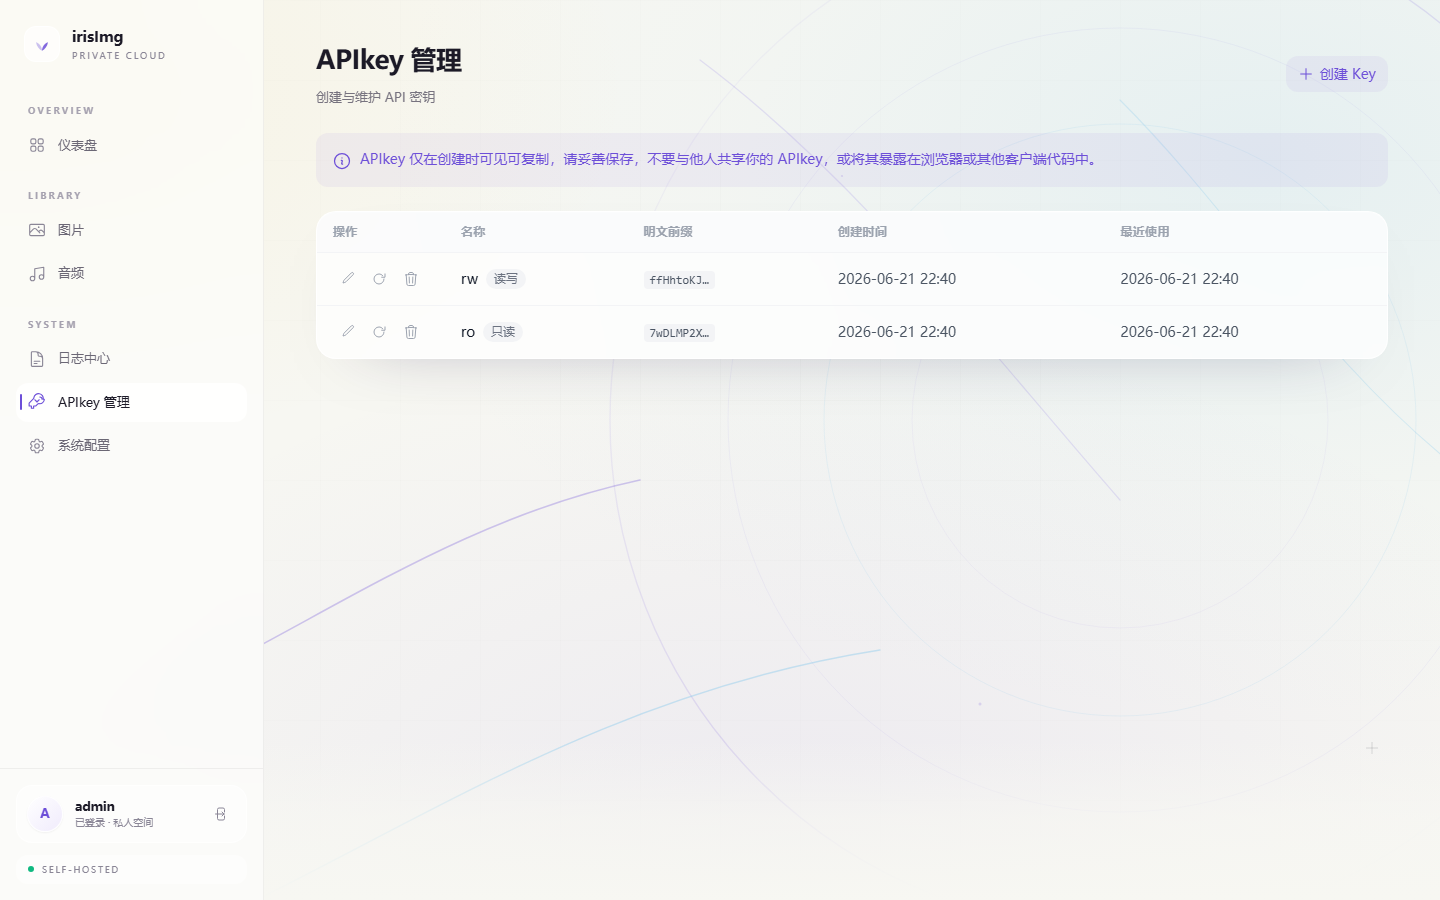 irisImg
PRIVATE CLOUD
OVERVIEW
仪表盘
LIBRARY
图片
音频
SYSTEM
日志中心
APIkey 管理
系统配置
A
admin
已登录 · 私人空间
SELF-HOSTED
APIkey 管理
创建与维护 API 密钥
创建 Key
APIkey 仅在创建时可见可复制，请妥善保存，不要与他人共享你的 APIkey，或将其暴露在浏览器或其他客户端代码中。
操作 名称 明文前缀 创建时间 最近使用
rw 读写 ffHhtoKJ… 2026-06-21 22:40 2026-06-21 22:40
ro 只读 7wDLMP2X… 2026-06-21 22:40 2026-06-21 22:40